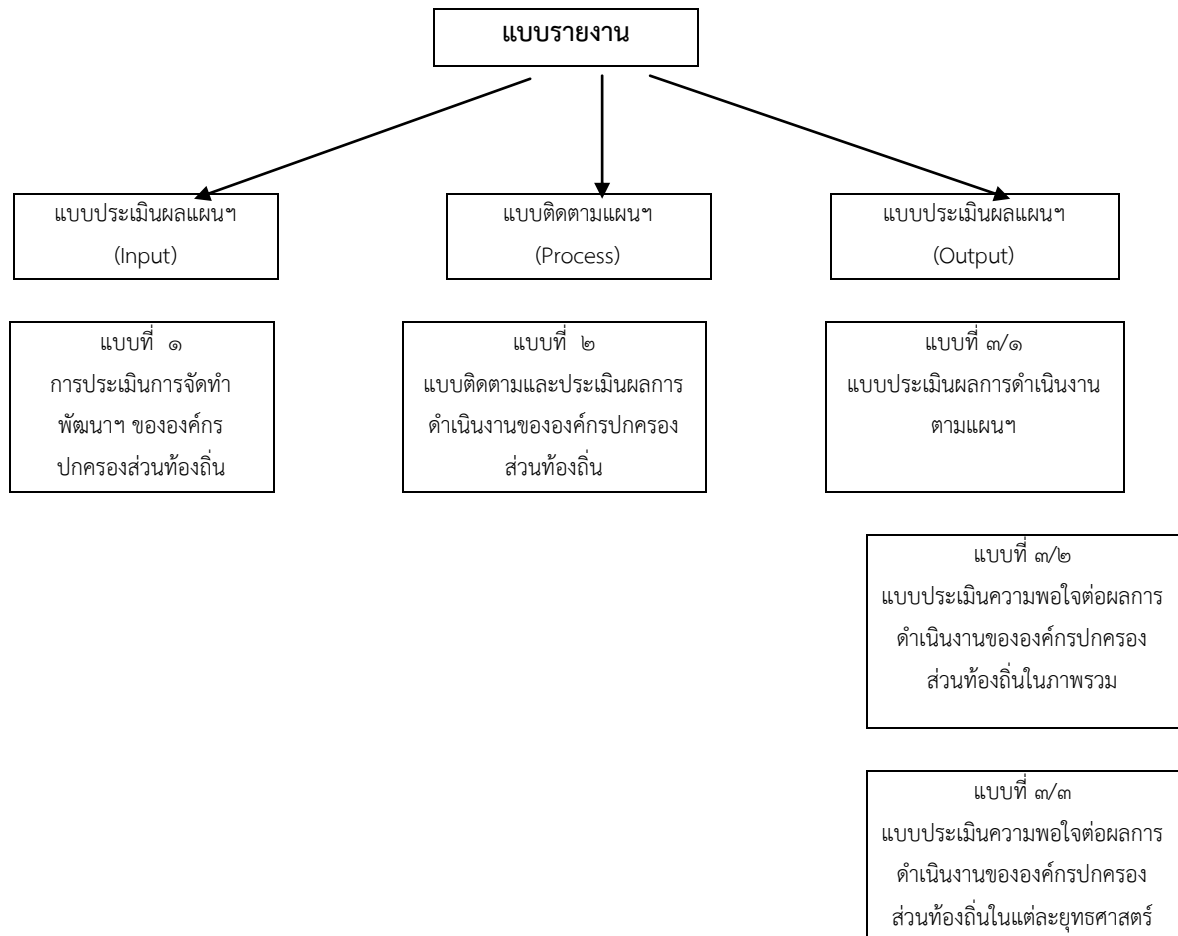 แบบรายงาน
แบบประเมินผลแผนฯ
(Input)
แบบติดตามแผนฯ
(Process)
แบบประเมินผลแผนฯ
(Output)
แบบที่ ๑
การประเมินการจัดทำ
พัฒนาฯ ขององค์กร
ปกครองส่วนท้องถิ่น
แบบที่ ๒
แบบติดตามและประเมินผลการ
ดำเนินงานขององค์กรปกครอง
ส่วนท้องถิ่น
แบบที่ ๓/๑
แบบประเมินผลการดำเนินงาน
ตามแผนฯ
แบบที่ ๓/๒
แบบประเมินความพอใจต่อผลการ
ดำเนินงานขององค์กรปกครอง
ส่วนท้องถิ่นในภาพรวม
แบบที่ ๓/๓
แบบประเมินความพอใจต่อผลการ
ดำเนินงานขององค์กรปกครอง
ส่วนท้องถิ่นในแต่ละยุทธศาสตร์